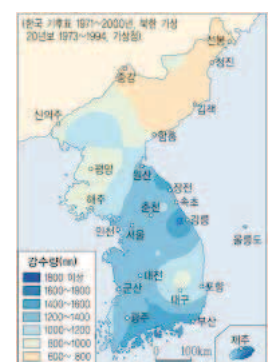 (한국 기후표 1971~2000년, 북한 기상
20년보 1973~1994, 기상청)
선봉
청진
중강
김책
신의주
함흥
평양
원산
해주
장전
속초
춘천
강릉
인천
서울
울릉도
강수량(mm)
1800 이상
1600~1800
1400~1600
1200~1400
1000~1200
800~1000
600~800
대전
군산
대구
포항
광주
부산
0 100km
제주